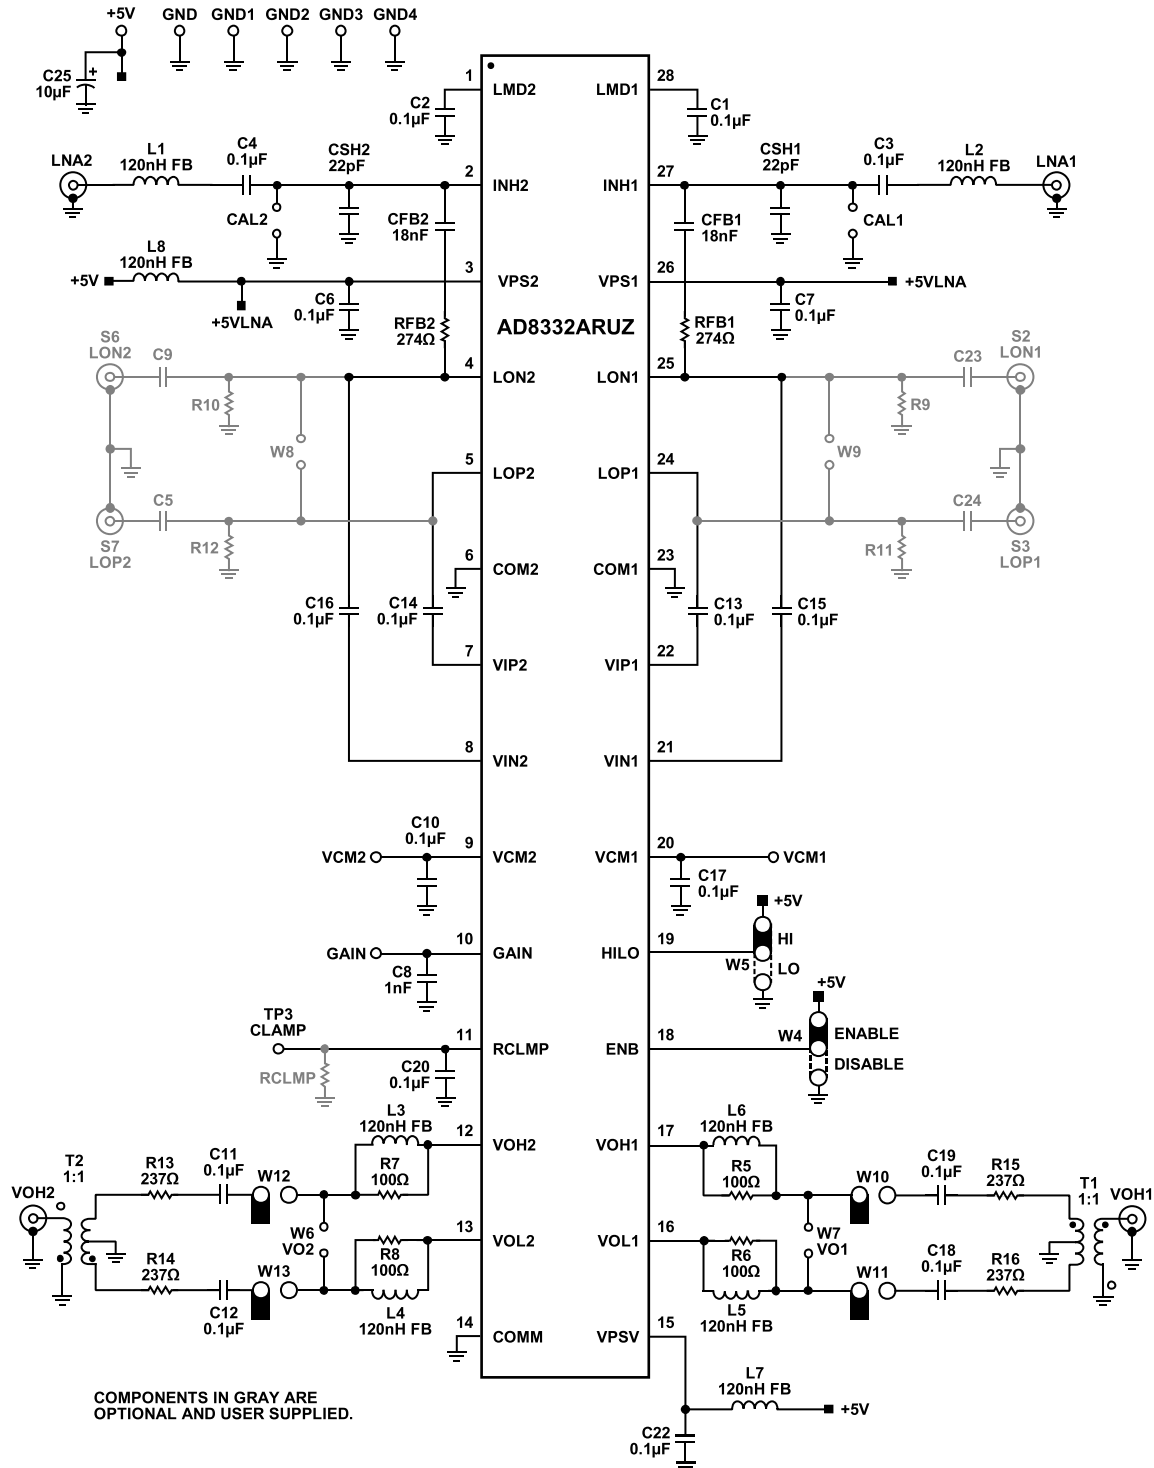 +5V
GND
GND1
GND2
GND3
GND4
C25
10µF
+
1
LMD2
C2
0.1µF
LMD1
28
C1
0.1µF
LNA2
L1
120nH FB
C4
0.1µF
CSH2
22pF
2
INH2
CAL2
CFB2
18nF
INH1
27
CSH1
22pF
C3
0.1µF
L2
120nH FB
LNA1
CFB1
18nF
CAL1
L8
120nH FB
+5V
+5VLNA
C6
0.1µF
3
VPS2
VPS1
26
C7
0.1µF
+5VLNA
AD8332ARUZ
RFB2
274Ω
RFB1
274Ω
S6
LON2
C9
R10
W8
4
LON2
LON1
25
S2
LON1
C23
R9
W9
5
LOP2
LOP1
24
C5
R12
S7
LOP2
C24
R11
S3
LOP1
6
COM2
COM1
23
C16
0.1µF
C14
0.1µF
C13
0.1µF
C15
0.1µF
7
VIP2
VIP1
22
8
VIN2
VIN1
21
C10
0.1µF
VCM2
9
VCM2
VCM1
20
VCM1
C17
0.1µF
+5V
HI
W5
LO
GAIN
10
GAIN
HILO
19
C8
1nF
+5V
W4
ENABLE
DISABLE
TP3
CLAMP
11
RCLMP
ENB
18
RCLMP
C20
0.1µF
L3
120nH FB
12
VOH2
VOH1
17
L6
120nH FB
T2
1:1
VOH2
R13
237Ω
C11
0.1µF
W12
R7
100Ω
R5
100Ω
W10
C19
0.1µF
R15
237Ω
T1
1:1
VOH1
W6
VO2
13
VOL2
VOL1
16
W7
VO1
R14
237Ω
C12
0.1µF
W13
R8
100Ω
L4
120nH FB
R6
100Ω
L5
120nH FB
W11
C18
0.1µF
R16
237Ω
14
COMM
VPSV
15
L7
120nH FB
+5V
C22
0.1µF
COMPONENTS IN GRAY ARE
OPTIONAL AND USER SUPPLIED.